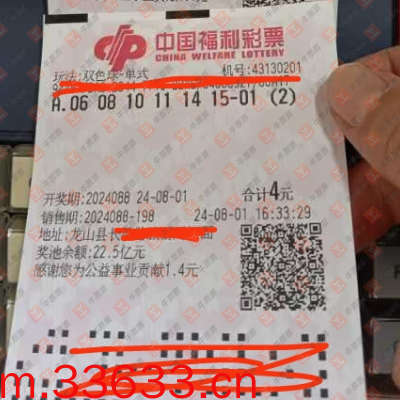 中国福利彩票
CHINA WELFARE LOTTERY
玩法:双色球-单式 机号:43130201
A.06 08 10 11 14 15-01 (2)
开奖期:2024088 24-08-01 合计4元
销售期:2024088-198 24-08-01 16:33:29
地址:龙山县
奖池余额:22.5亿元
感谢您为公益事业贡献1.4元
m.33633.cn